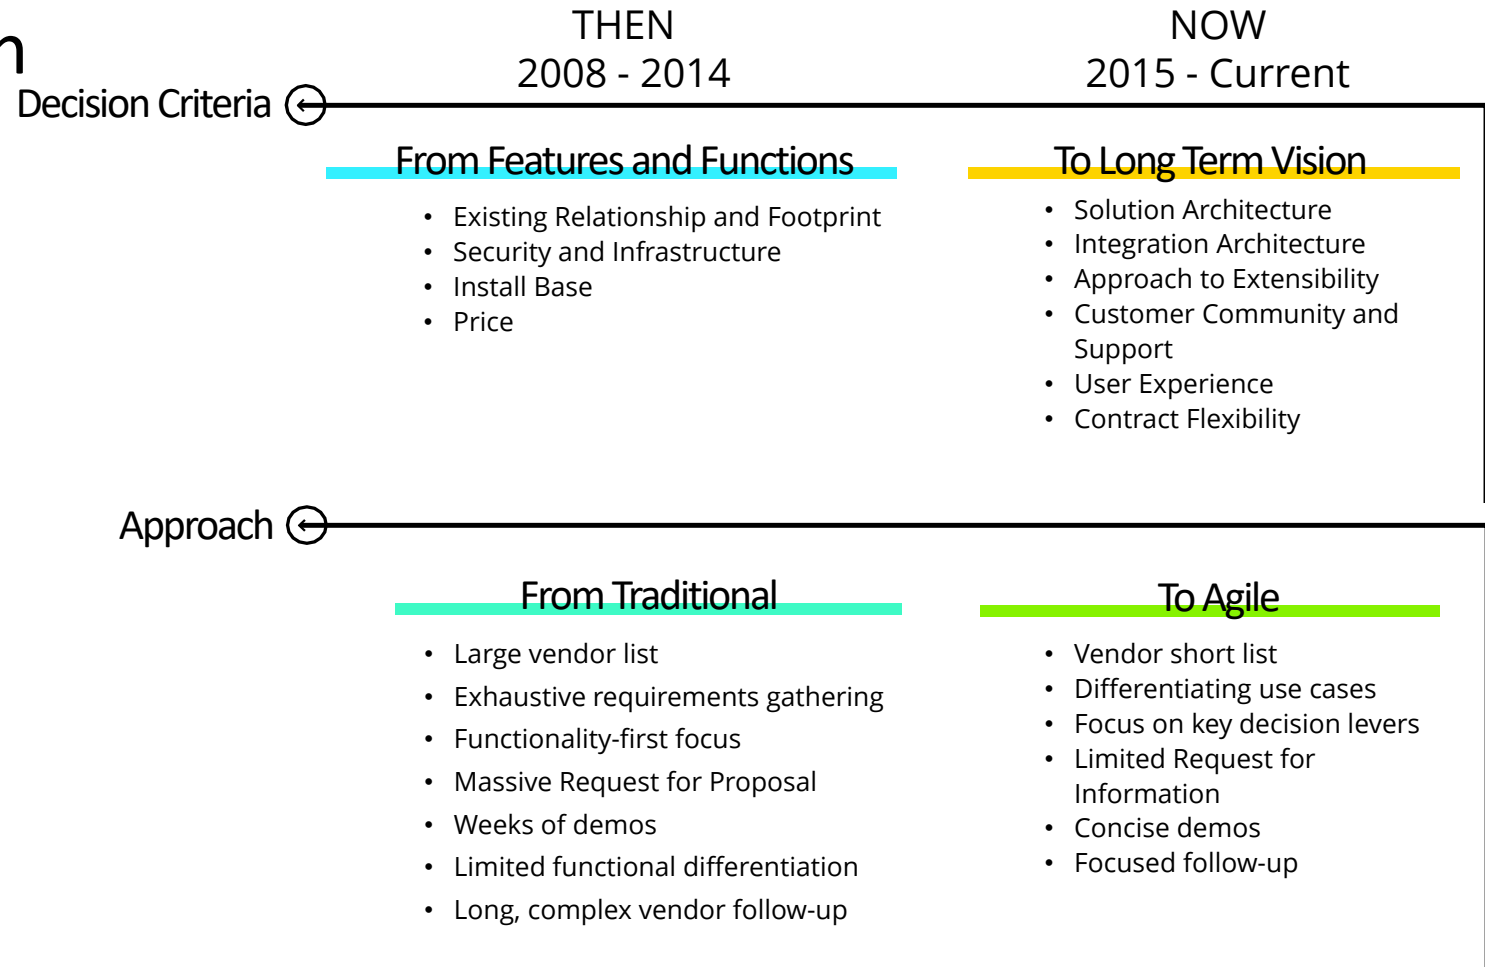 n
THEN
2008 - 2014
NOW
2015 - Current
Decision Criteria
From Features and Functions
• Existing Relationship and Footprint
• Security and Infrastructure
• Install Base
• Price
To Long Term Vision
• Solution Architecture
• Integration Architecture
• Approach to Extensibility
• Customer Community and
Support
• User Experience
• Contract Flexibility
Approach
From Traditional
• Large vendor list
• Exhaustive requirements gathering
• Functionality-first focus
• Massive Request for Proposal
• Weeks of demos
• Limited functional differentiation
• Long, complex vendor follow-up
To Agile
• Vendor short list
• Differentiating use cases
• Focus on key decision levers
• Limited Request for
Information
• Concise demos
• Focused follow-up